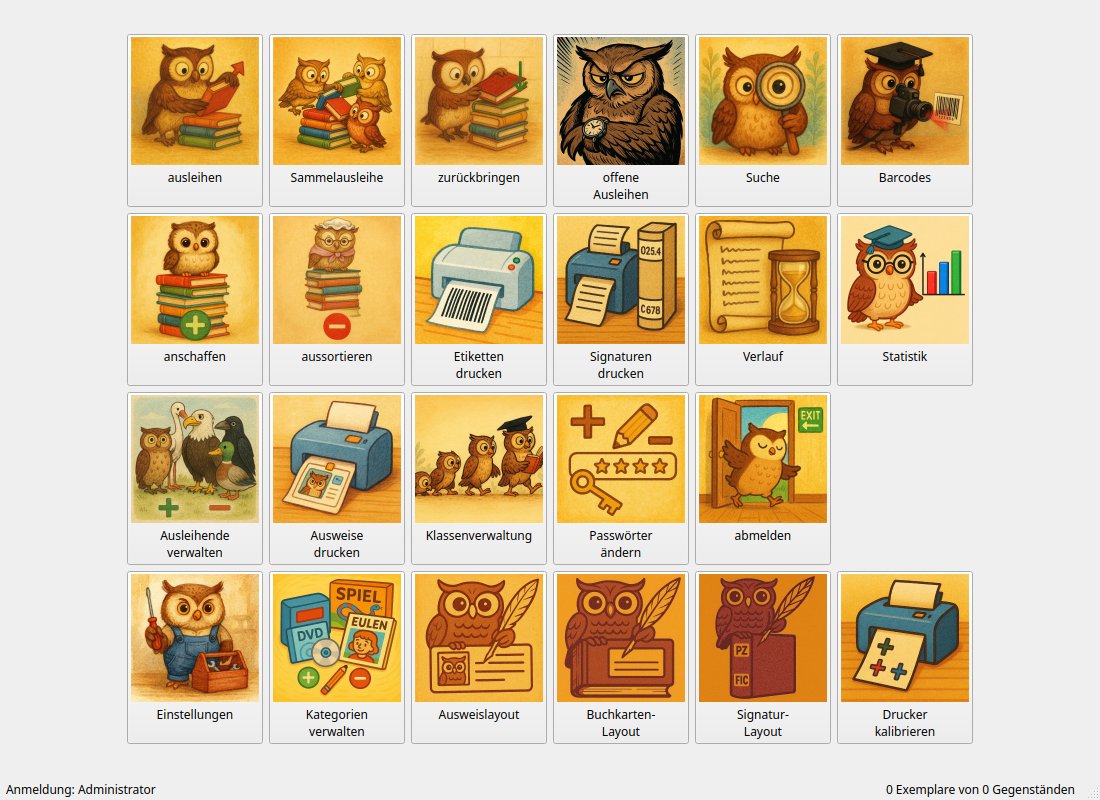 ausleihen
Sammelausleihe
zurückbringen
offene
Ausleihen
Suche
Barcodes
025.4
C678
anschaffen
aussortieren
Etiketten
drucken
Signaturen
drucken
Verlauf
Statistik
EXIT
Ausleihende
verwalten
Ausweise
drucken
Klassenverwaltung
Passwörter
ändern
abmelden
SPIEL
DVD
EULEN
PZ
FIC
Einstellungen
Kategorien
verwalten
Ausweislayout
Buchkarten-
Layout
Signatur-
Layout
Drucker
kalibrieren
Anmeldung: Administrator
0 Exemplare von 0 Gegenständen